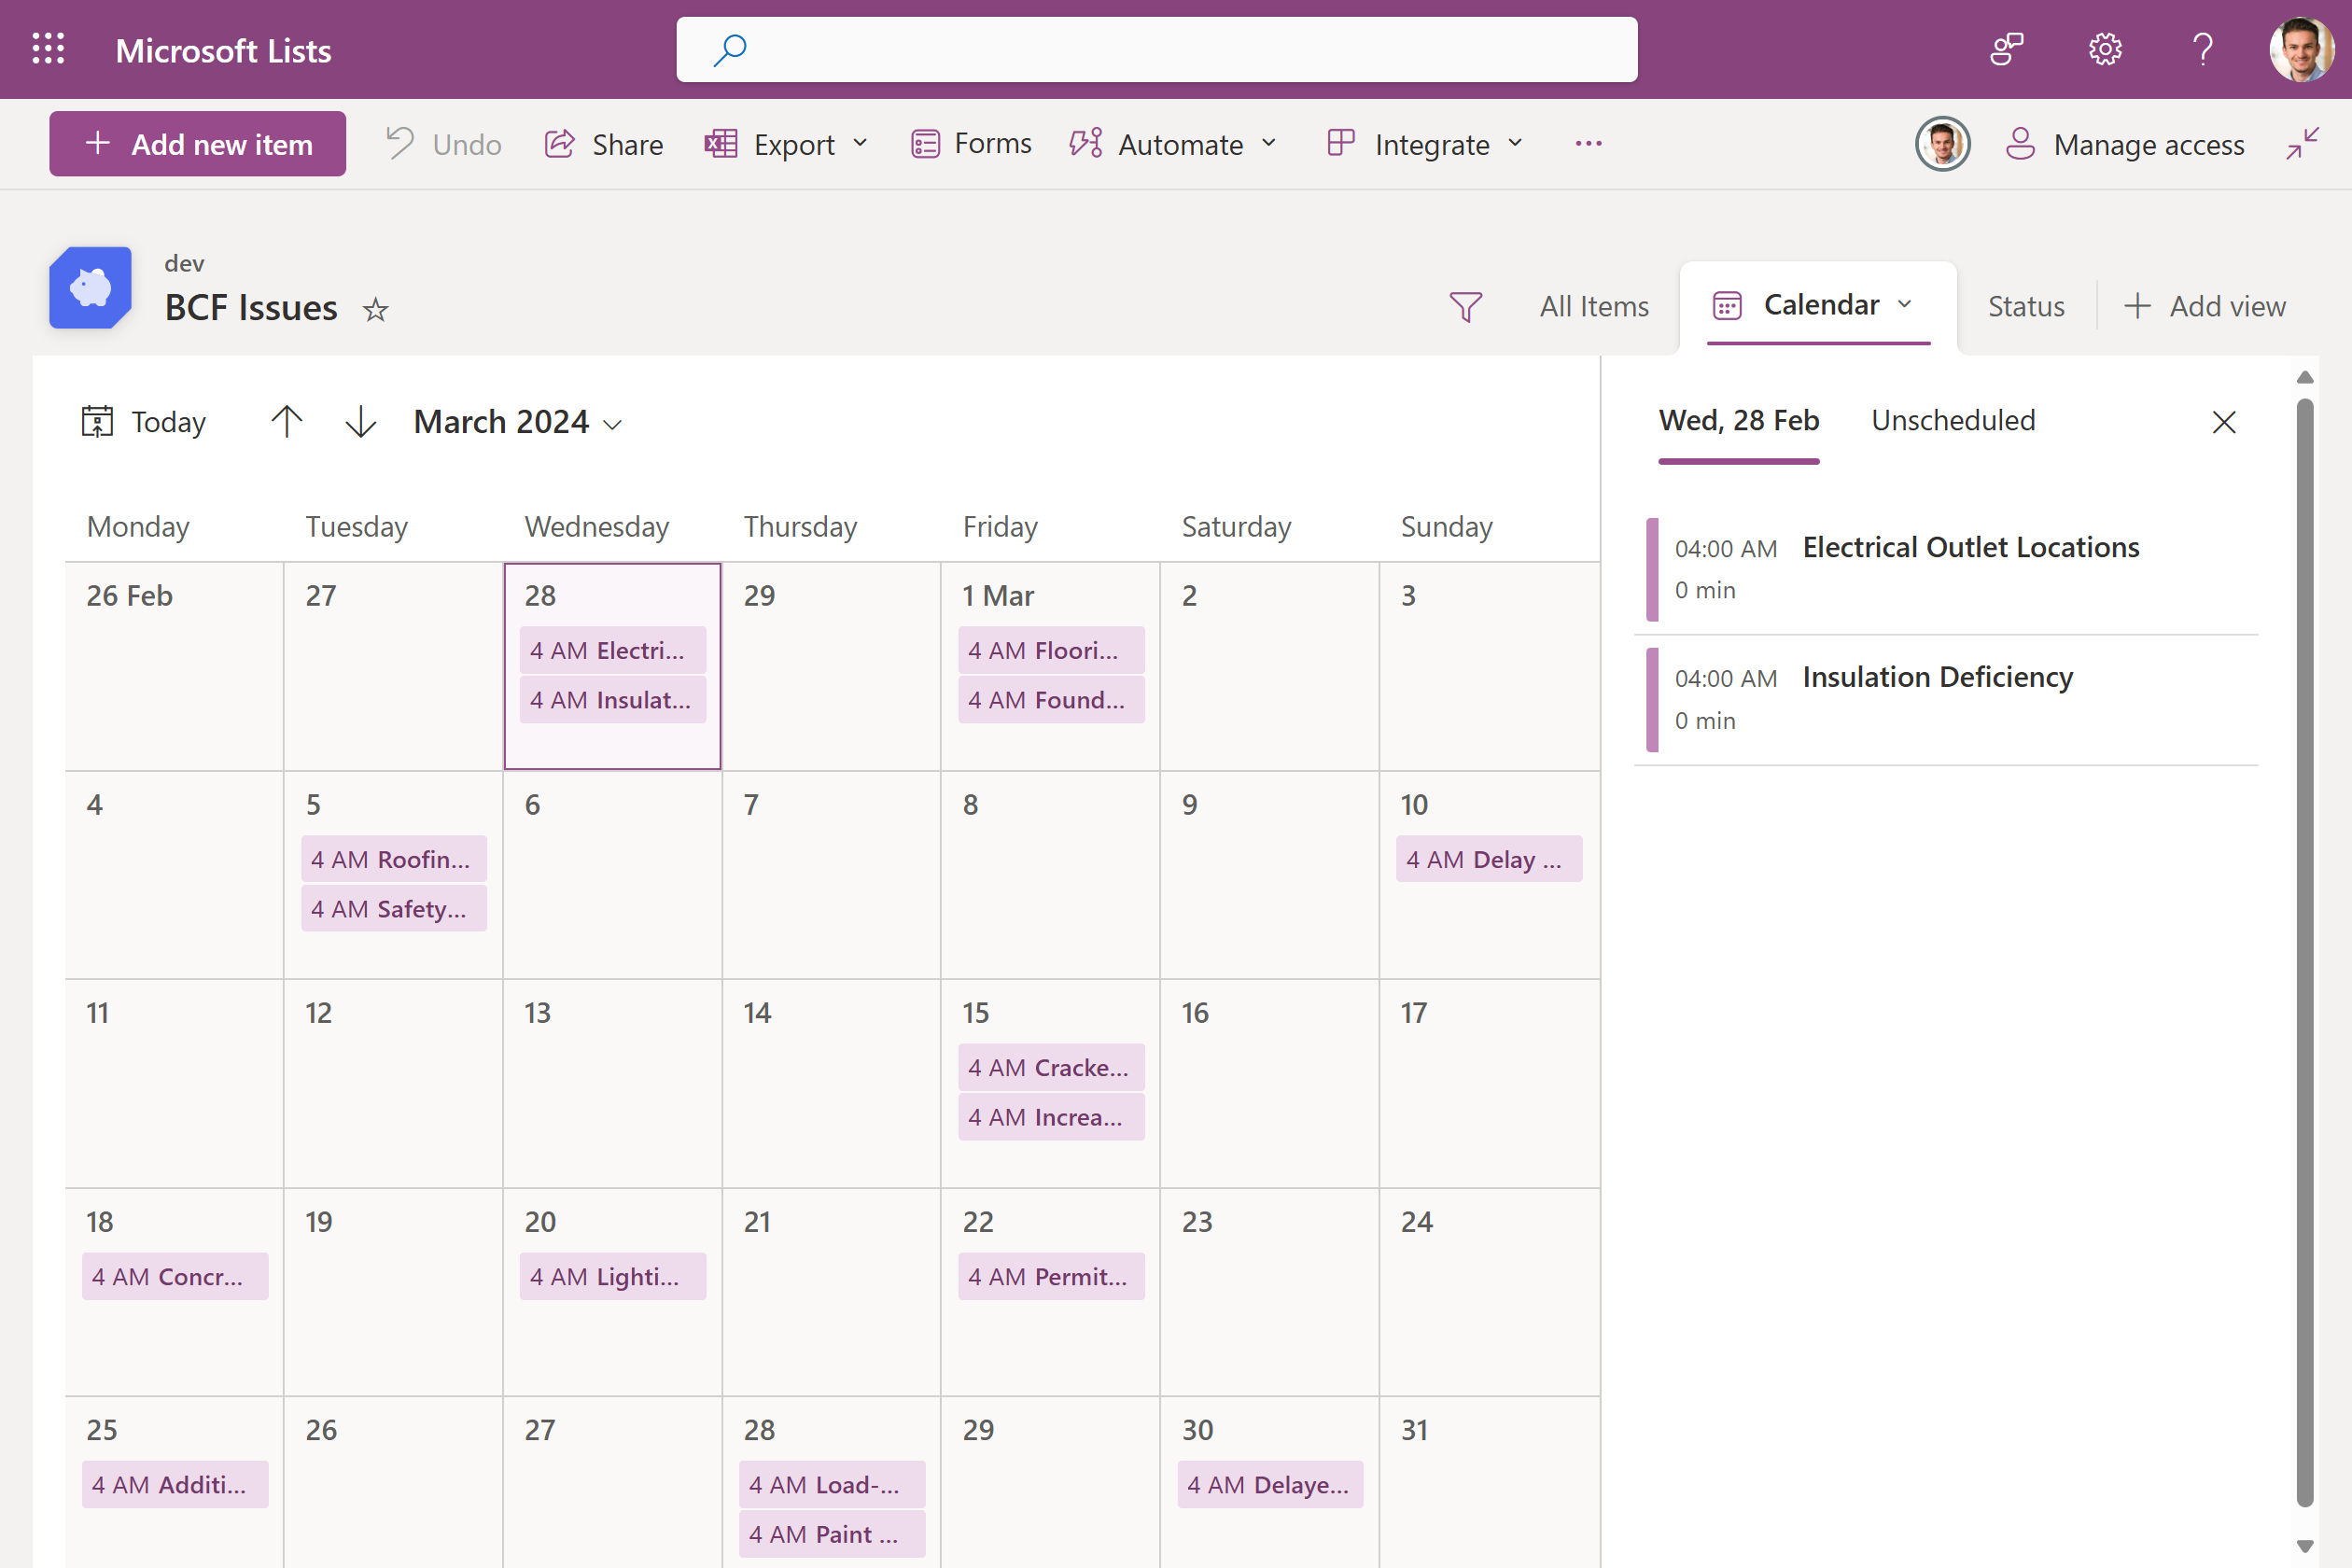 Microsoft Lists
Add new item
Undo
Share
Export
Forms
Automate
Integrate
Manage access
dev
BCF Issues
All Items
Calendar
Status
Add view
Today
March 2024
Wed, 28 Feb
Unscheduled
Monday
Tuesday
Wednesday
Thursday
Friday
Saturday
Sunday
04:00 AM Electrical Outlet Locations
0 min
04:00 AM Insulation Deficiency
0 min
26 Feb
27
28
4 AM Electri...
4 AM Insulat...
29
1 Mar
4 AM Floori...
4 AM Found...
2
3
4
5
4 AM Roofin...
4 AM Safety...
6
7
8
9
10
4 AM Delay ...
11
12
13
14
15
4 AM Cracke...
4 AM Increa...
16
17
18
4 AM Concr...
19
20
4 AM Lighti...
21
22
4 AM Permit...
23
24
25
4 AM Additi...
26
27
28
4 AM Load-...
4 AM Paint ...
29
30
4 AM Delaye...
31